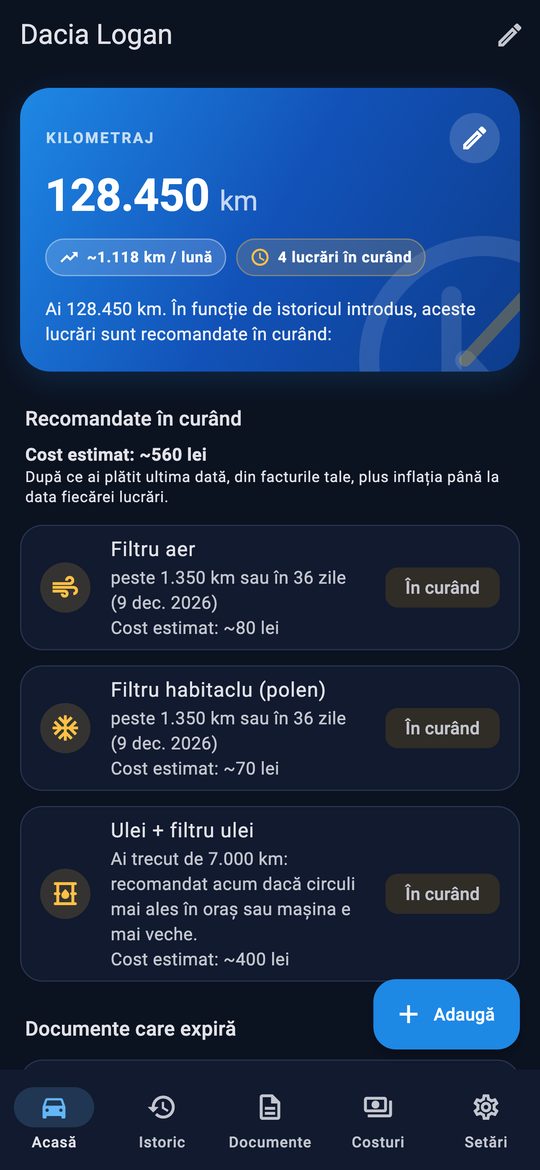 Dacia Logan
KILOMETRAJ
128.450 km
~1.118 km / lună
4 lucrări în curând
Ai 128.450 km. În funcție de istoricul introdus, aceste
lucrări sunt recomandate în curând:
Recomandate în curând
Cost estimat: ~560 lei
După ce ai plătit ultima dată, din facturile tale, plus inflația până la
data fiecărei lucrări.
Filtru aer
peste 1.350 km sau în 36 zile
(9 dec. 2026)
Cost estimat: ~80 lei
În curând
Filtru habitaclu (polen)
peste 1.350 km sau în 36 zile
(9 dec. 2026)
Cost estimat: ~70 lei
În curând
Ulei + filtru ulei
Ai trecut de 7.000 km:
recomandat acum dacă circuli
mai ales în oraș sau mașina e
mai veche.
Cost estimat: ~400 lei
În curând
Documente care expiră
+ Adaugă
Acasă
Istoric
Documente
Costuri
Setări